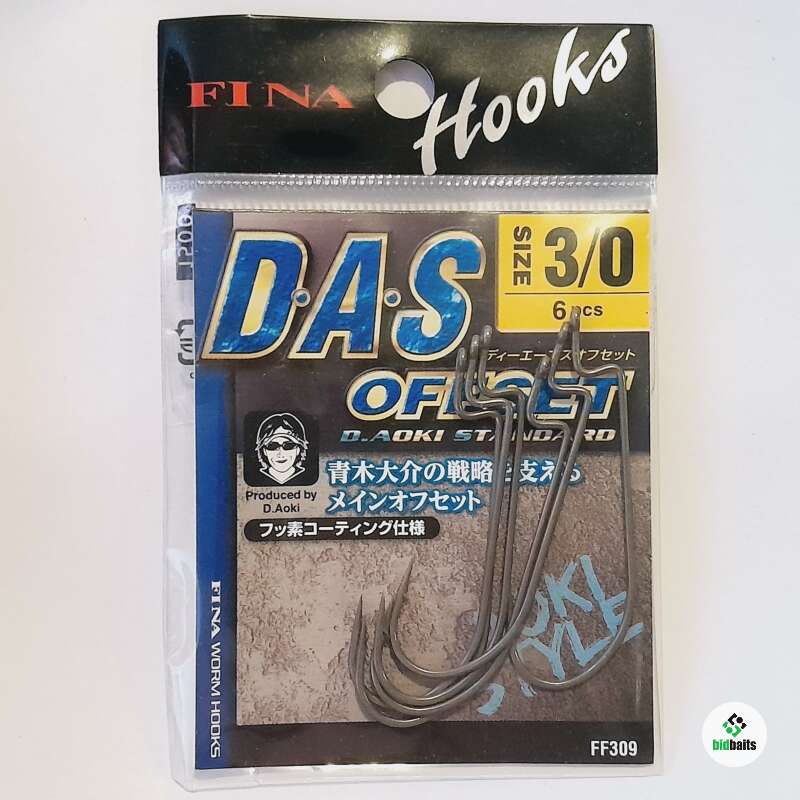 FINA Hooks
D·A·S
SIZE 3/0
6 pcs
ディーエーエスオフセット
OFFSET
D.AOKI STANDARD
Produced by
D.Aoki
青木大介の戦略を支える
メインオフセット
フッ素コーティング仕様
AOKI
STYLE
FINA WORM HOOKS
FF309
bidbaits